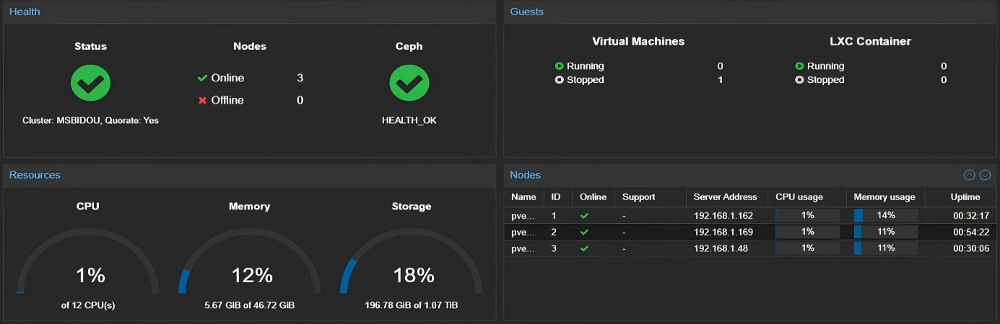 Health
Status
Nodes
Ceph
Online 3
Offline 0
Cluster: MSBIDOU, Quorate: Yes
HEALTH_OK
Guests
Virtual Machines
Running 0
Stopped 1
LXC Container
Running 0
Stopped 0
Resources
CPU
1%
of 12 CPU(s)
Memory
12%
5.67 GIB of 46.72 GIB
Storage
18%
196.78 GIB of 1.07 TIB
Nodes
Name ID Online Support Server Address CPU usage Memory usage Uptime
pve... 1 - 192.168.1.162 1% 14% 00:32:17
pve... 2 - 192.168.1.169 1% 11% 00:54:22
pve... 3 - 192.168.1.48 1% 11% 00:30:06